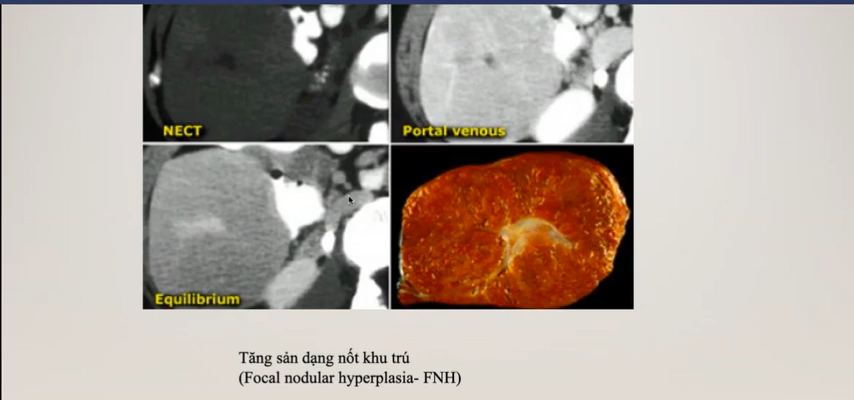 NECT
Portal venous
Equilibrium
Tăng sản dạng nốt khu trú
(Focal nodular hyperplasia- FNH)